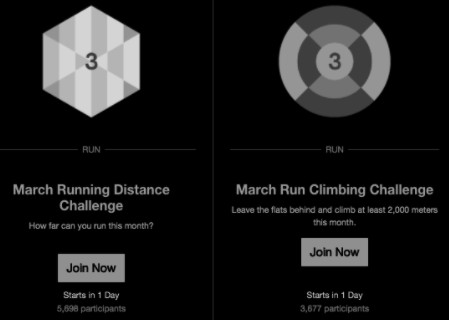 3
RUN
March Running Distance
Challenge
How far can you run this month?
Join Now
Starts in 1 Day
5,698 participants
3
RUN
March Run Climbing Challenge
Leave the flats behind and climb at least 2,000 meters
this month.
Join Now
Starts in 1 Day
3,677 participants